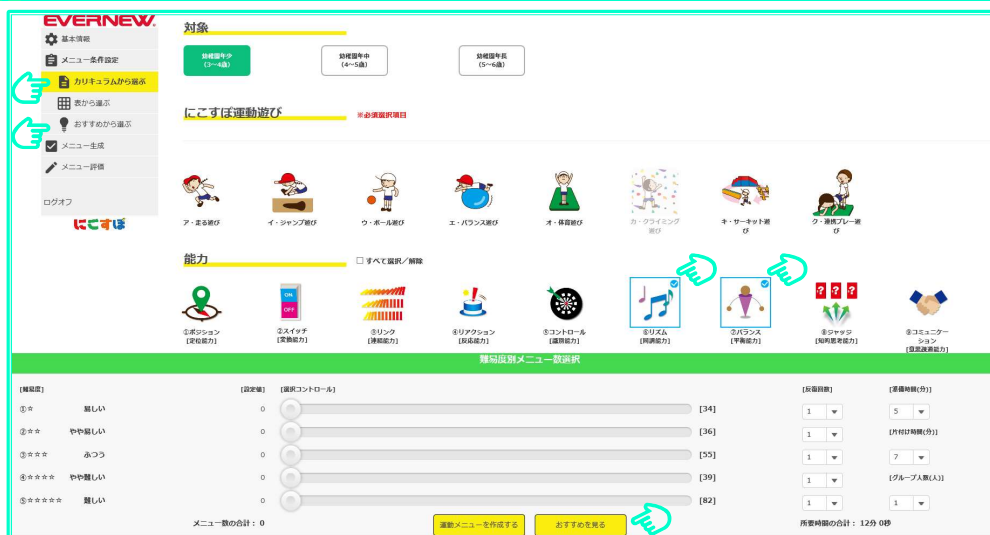 EVERNEW.
基本情報
メニュー条件設定
カリキュラムから選ぶ
表から選ぶ
おすすめから選ぶ
メニュー生成
メニュー評価
ログオフ
にこすぽ
対象
幼稚園年少
(3~4歳)
幼稚園年中
(4~5歳)
幼稚園年長
(5~6歳)
にこすぽ運動遊び
※必須選択項目
ア・走る遊び
イ・ジャンプ遊び
ウ・ボール遊び
エ・バランス遊び
オ・体育遊び
カ・クライミング
遊び
キ・サーキット遊
び
ク・連携プレー遊
び
能力
すべて選択/解除
ON
OFF
? ? ?
①ポジション
[定位能力]
②スイッチ
[変換能力]
③リンク
[連結能力]
④リアクション
[反応能力]
⑤コントロール
[識別能力]
⑥リズム
[同調能力]
⑦バランス
[平衡能力]
⑧ジャッジ
[知的思考能力]
⑨コミュニケー
ション
[意思疎通能力]
難易度別メニュー数選択
[難易度] [設定値] [選択コントロール] [反復回数] [準備時間(分)]
①☆ 易しい 0 [34] 1 5
②☆☆ やや易しい 0 [36] 1 [片付け時間(分)]
③☆☆☆ ふつう 0 [55] 1 7
④☆☆☆☆ やや難しい 0 [39] 1 [グループ人数(人)]
⑤☆☆☆☆☆ 難しい 0 [82] 1 1
メニュー数の合計: 0 運動メニューを作成する おすすめを見る 所要時間の合計: 12分 0秒